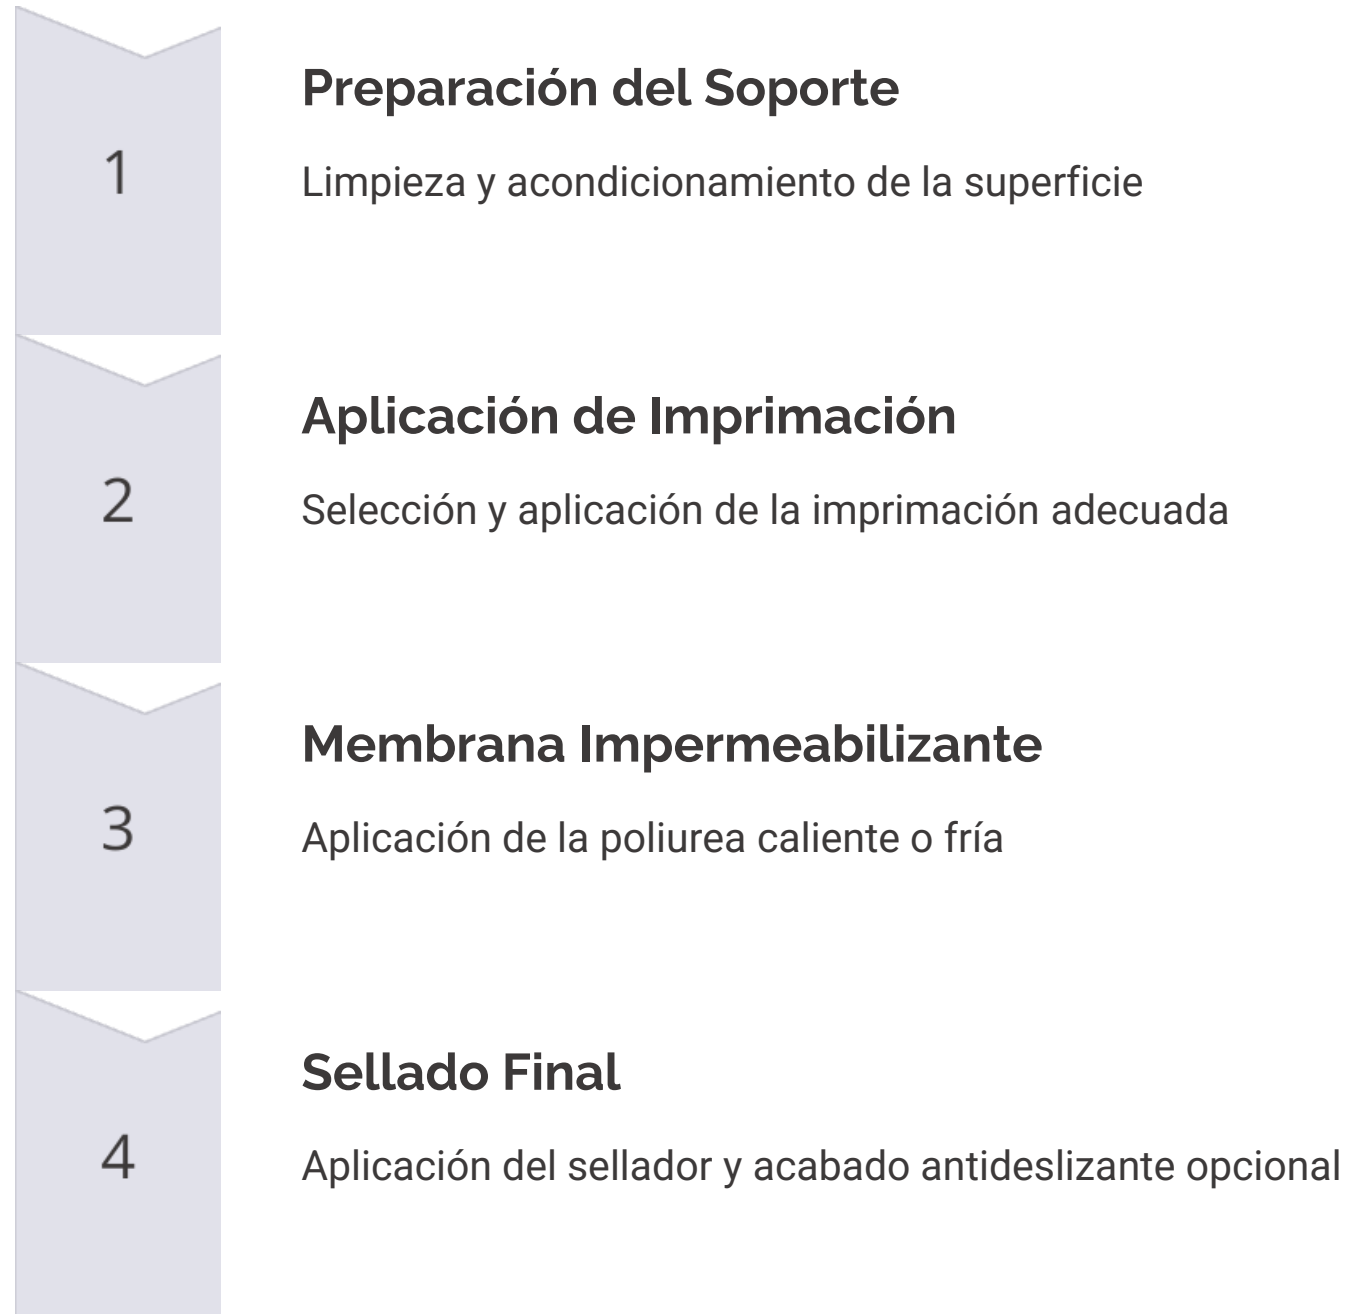 1
Preparación del Soporte
Limpieza y acondicionamiento de la superficie
2
Aplicación de Imprimación
Selección y aplicación de la imprimación adecuada
3
Membrana Impermeabilizante
Aplicación de la poliurea caliente o fría
4
Sellado Final
Aplicación del sellador y acabado antideslizante opcional